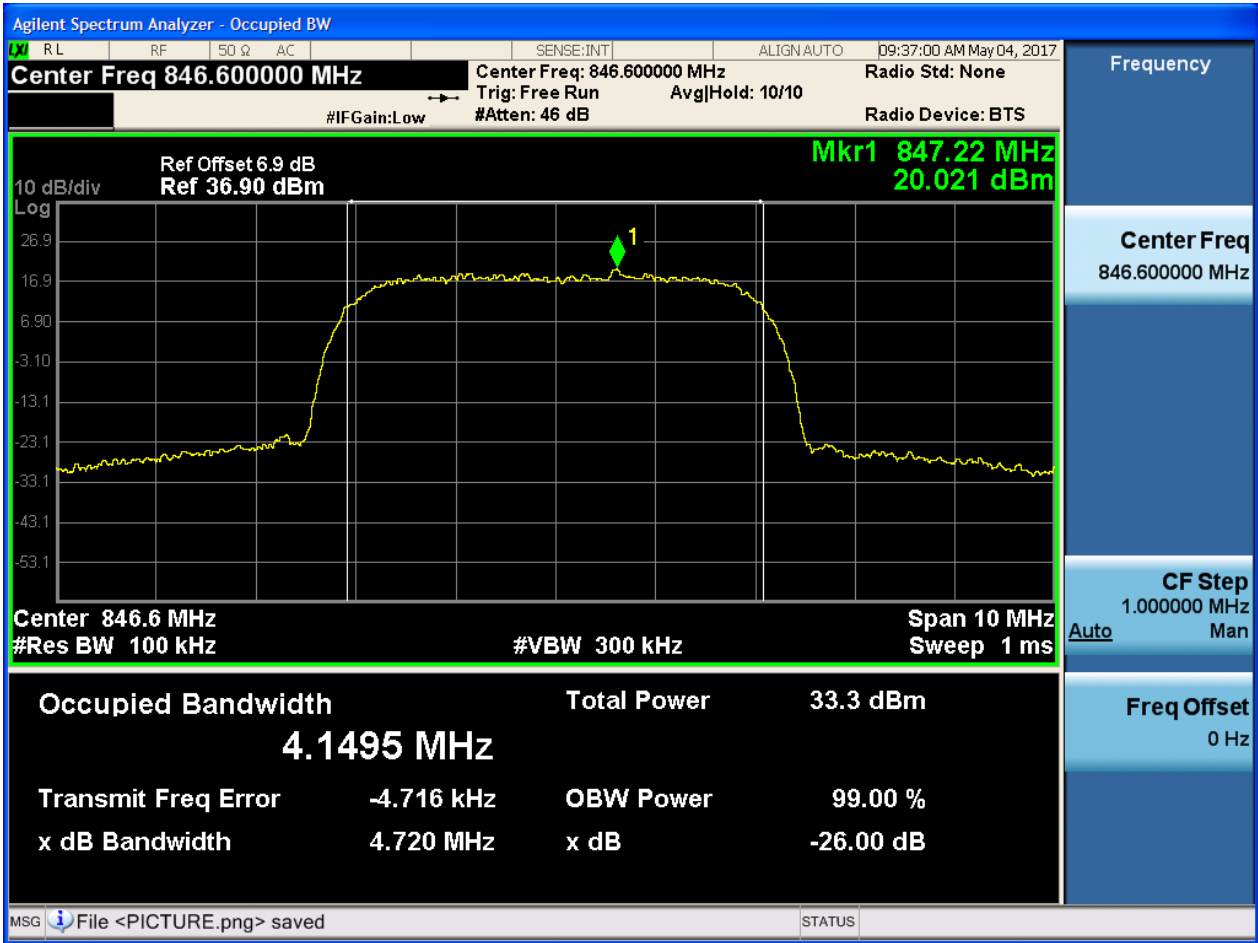 Agilent Spectrum Analyzer - Occupied BW
LXI RL RF 50 Ω AC SENSE:INT ALIGN AUTO 09:37:00 AM May 04, 2017
Center Freq 846.600000 MHz
Center Freq: 846.600000 MHz Radio Std: None
Trig: Free Run Avg|Hold: 10/10
#IFGain:Low #Atten: 46 dB Radio Device: BTS
Frequency
Mkr1 847.22 MHz
20.021 dBm
Ref Offset 6.9 dB
10 dB/div Ref 36.90 dBm
Log
1
26.9
16.9
6.90
-3.10
-13.1
-23.1
-33.1
-43.1
-53.1
Center 846.6 MHz Span 10 MHz
#Res BW 100 kHz #VBW 300 kHz Sweep 1 ms
Center Freq
846.600000 MHz
CF Step
1.000000 MHz
Auto Man
Freq Offset
0 Hz
Occupied Bandwidth Total Power 33.3 dBm
4.1495 MHz
Transmit Freq Error -4.716 kHz OBW Power 99.00 %
x dB Bandwidth 4.720 MHz x dB -26.00 dB
MSG File <PICTURE.png> saved STATUS